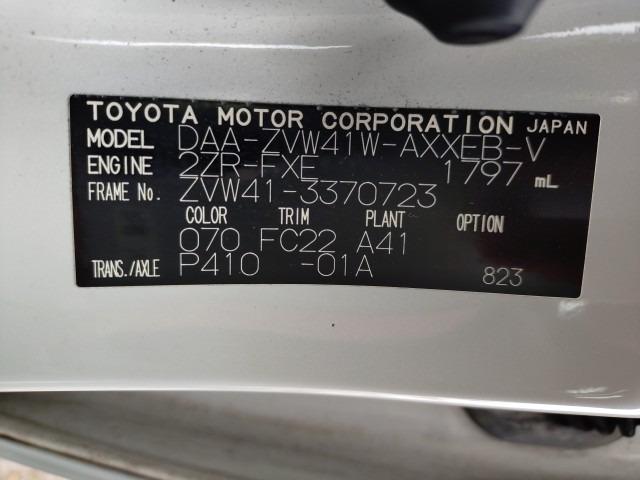 TOYOTA MOTOR CORPORATION JAPAN
MODEL DAA-ZVW41W-AXXEB-V
ENGINE 2ZR-FXE 1797 mL
FRAME No. ZVW41-3370723
COLOR TRIM PLANT OPTION
070 FC22 A41
TRANS./AXLE P410 -01A 823